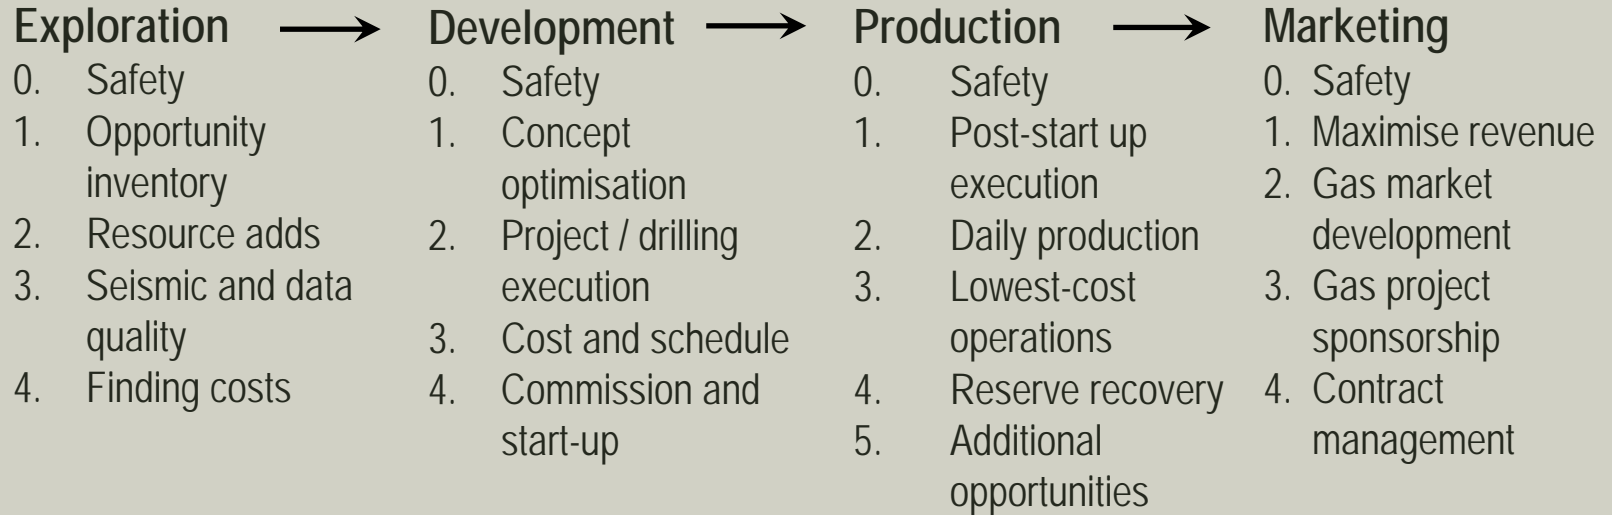 Exploration
0. Safety
1. Opportunity
inventory
2. Resource adds
3. Seismic and data
quality
4. Finding costs
Development
0. Safety
1. Concept
optimisation
2. Project / drilling
execution
3. Cost and schedule
4. Commission and
start-up
Production
0. Safety
1. Post-start up
execution
2. Daily production
3. Lowest-cost
operations
4. Reserve recovery
5. Additional
opportunities
Marketing
0. Safety
1. Maximise revenue
2. Gas market
development
3. Gas project
sponsorship
4. Contract
management